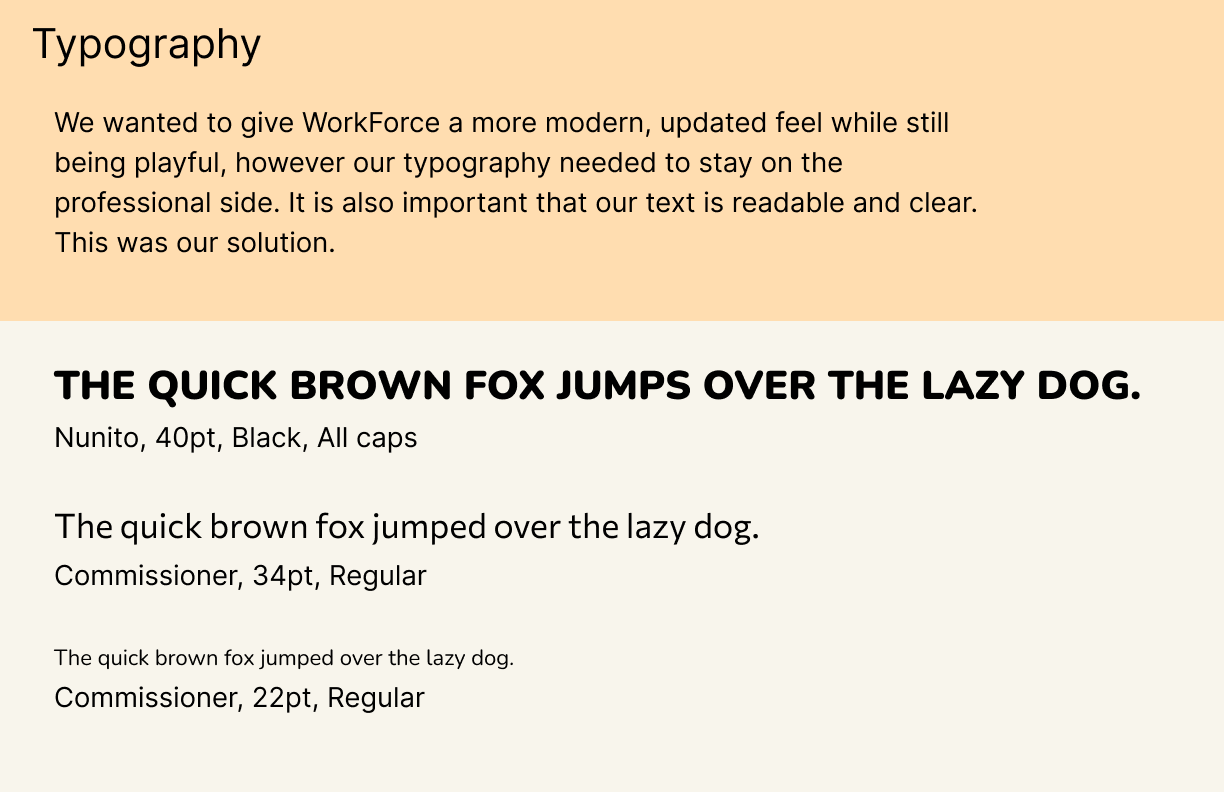 Typography
We wanted to give WorkForce a more modern, updated feel while still
being playful, however our typography needed to stay on the
professional side. It is also important that our text is readable and clear.
This was our solution.
THE QUICK BROWN FOX JUMPS OVER THE LAZY DOG.
Nunito, 40pt, Black, All caps
The quick brown fox jumped over the lazy dog.
Commissioner, 34pt, Regular
The quick brown fox jumped over the lazy dog.
Commissioner, 22pt, Regular